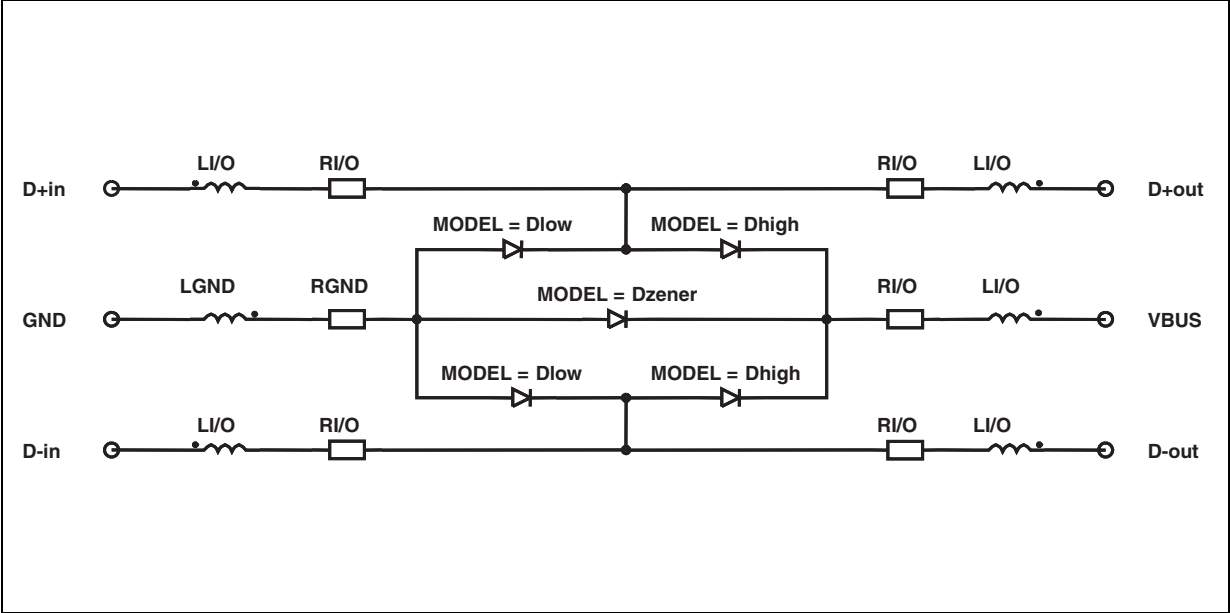 LI/O RI/O RI/O LI/O
D+in D+out
MODEL = Dlow MODEL = Dhigh
LGND RGND MODEL = Dzener RI/O LI/O
GND VBUS
MODEL = Dlow MODEL = Dhigh
LI/O RI/O RI/O LI/O
D-in D-out